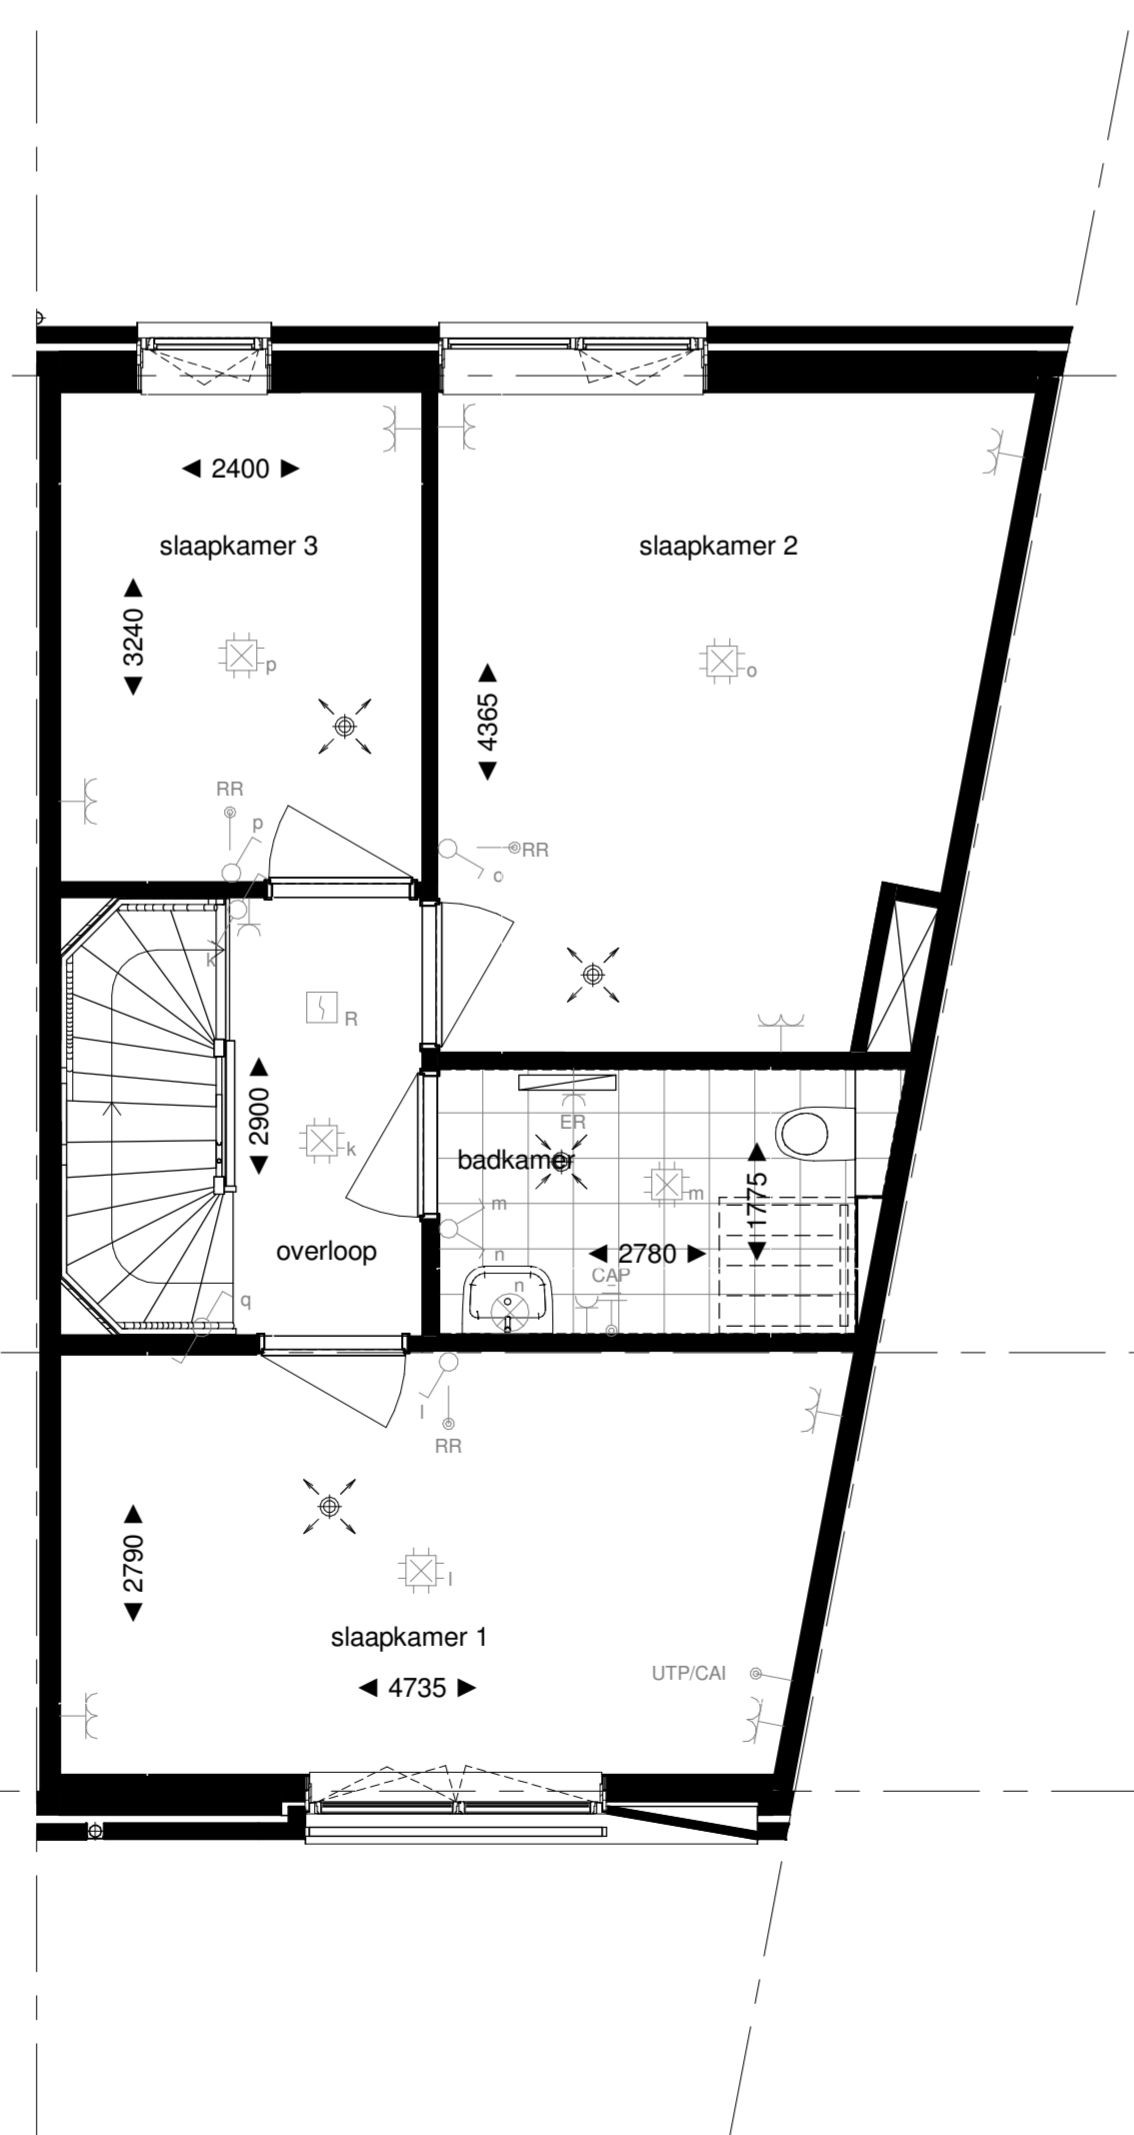 2400
slaapkamer 3
slaapkamer 2
3240
p
o
4365
RR
p
RR
o
k
R
2900
k
ER
badkamer
m
1775
m
overloop
n
2780
CAP
n
q
l
RR
2790
l
slaapkamer 1
UTP/CAI
4735